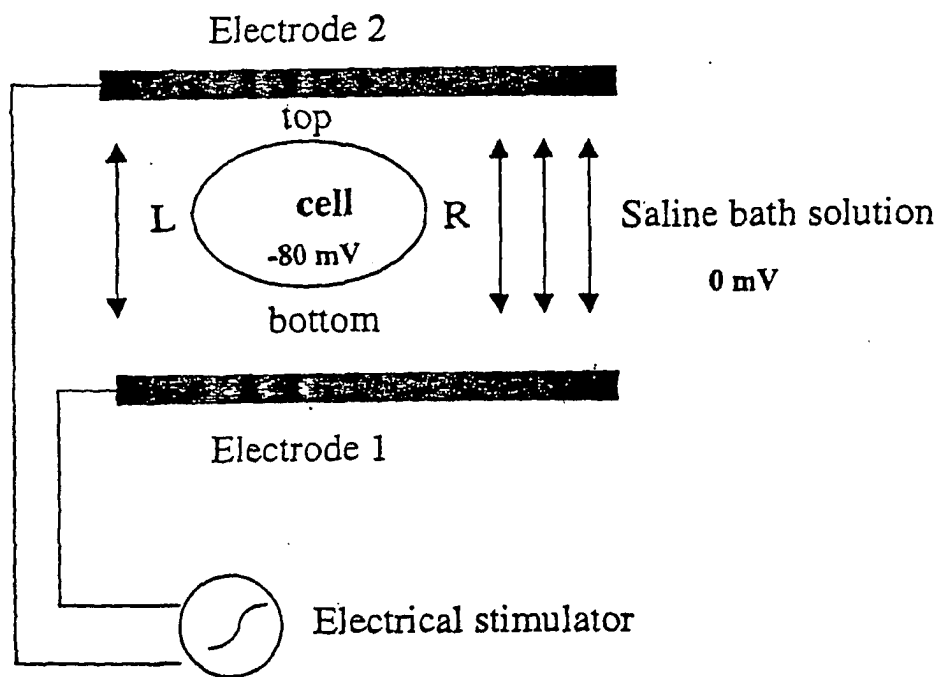 Electrode 2
top
L
cell
R
-80 mV
Saline bath solution
0 mV
bottom
Electrode 1
Electrical stimulator